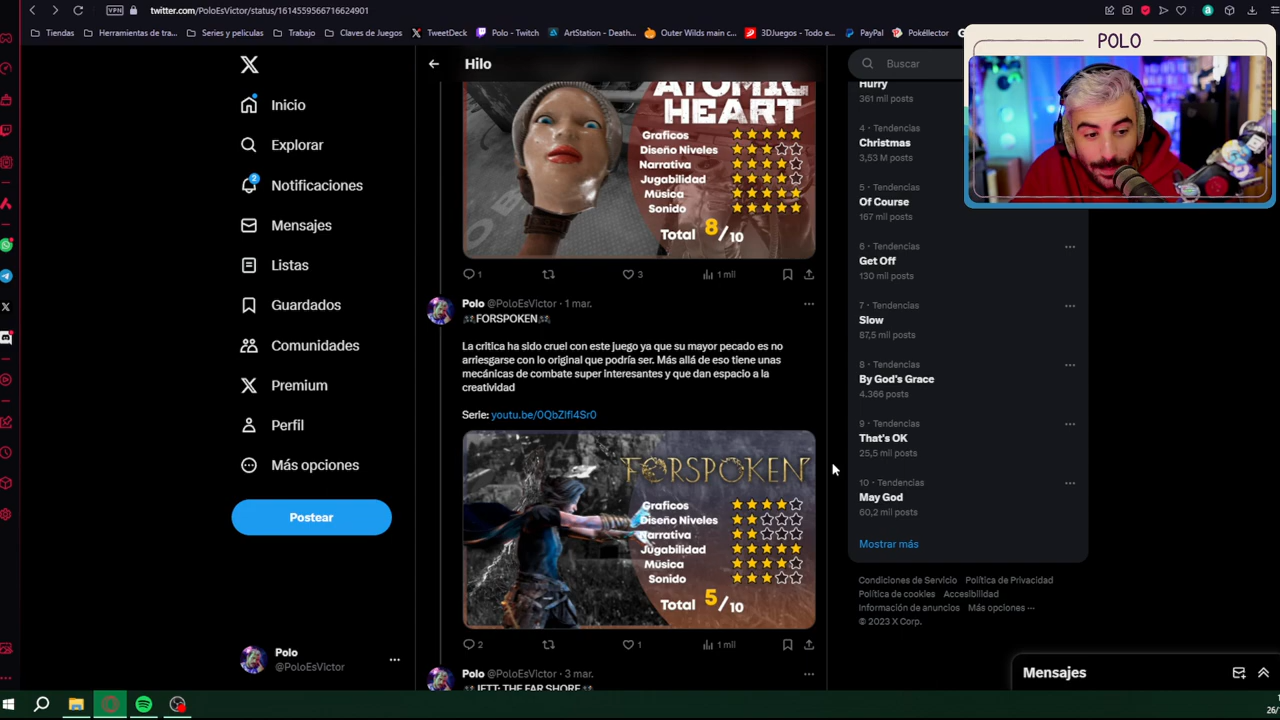 VPN twitter.com/PoloEsVictor/status/1614559566716624901
Tiendas Herramientas de tra... Series y peliculas Trabajo Claves de Juegos TweetDeck Polo - Twitch ArtStation - Death... Outer Wilds main c... 3DJuegos - Todo e... PayPal Pokéllector
POLO
Hilo
Buscar
Inicio
Explorar
2
Notificaciones
Mensajes
Listas
Guardados
Comunidades
Premium
Perfil
Más opciones
Postear
Polo
@PoloEsVictor
ATOMIC
HEART
Graficos
Diseño Niveles
Narrativa
Jugabilidad
Música
Sonido
Total 8/10
1 3 1 mil
Polo @PoloEsVictor · 1 mar.
FORSPOKEN
La critica ha sido cruel con este juego ya que su mayor pecado es no
arriesgarse con lo original que podría ser. Más allá de eso tiene unas
mecánicas de combate super interesantes y que dan espacio a la
creatividad
Serie: youtu.be/0QbZIfl4Sr0
FORSPOKEN
Graficos
Diseño Niveles
Narrativa
Jugabilidad
Música
Sonido
Total 5/10
2 1 1 mil
Polo @PoloEsVictor · 3 mar.
JETT: THE FAR SHORE
Hurry
361 mil posts
4 · Tendencias
Christmas
3,53 M posts
5 · Tendencias
Of Course
167 mil posts
6 · Tendencias
Get Off
130 mil posts
7 · Tendencias
Slow
87,5 mil posts
8 · Tendencias
By God's Grace
4.366 posts
9 · Tendencias
That's OK
25,5 mil posts
10 · Tendencias
May God
60,2 mil posts
Mostrar más
Condiciones de Servicio Política de Privacidad
Política de cookies Accesibilidad
Información de anuncios Más opciones ···
© 2023 X Corp.
Mensajes